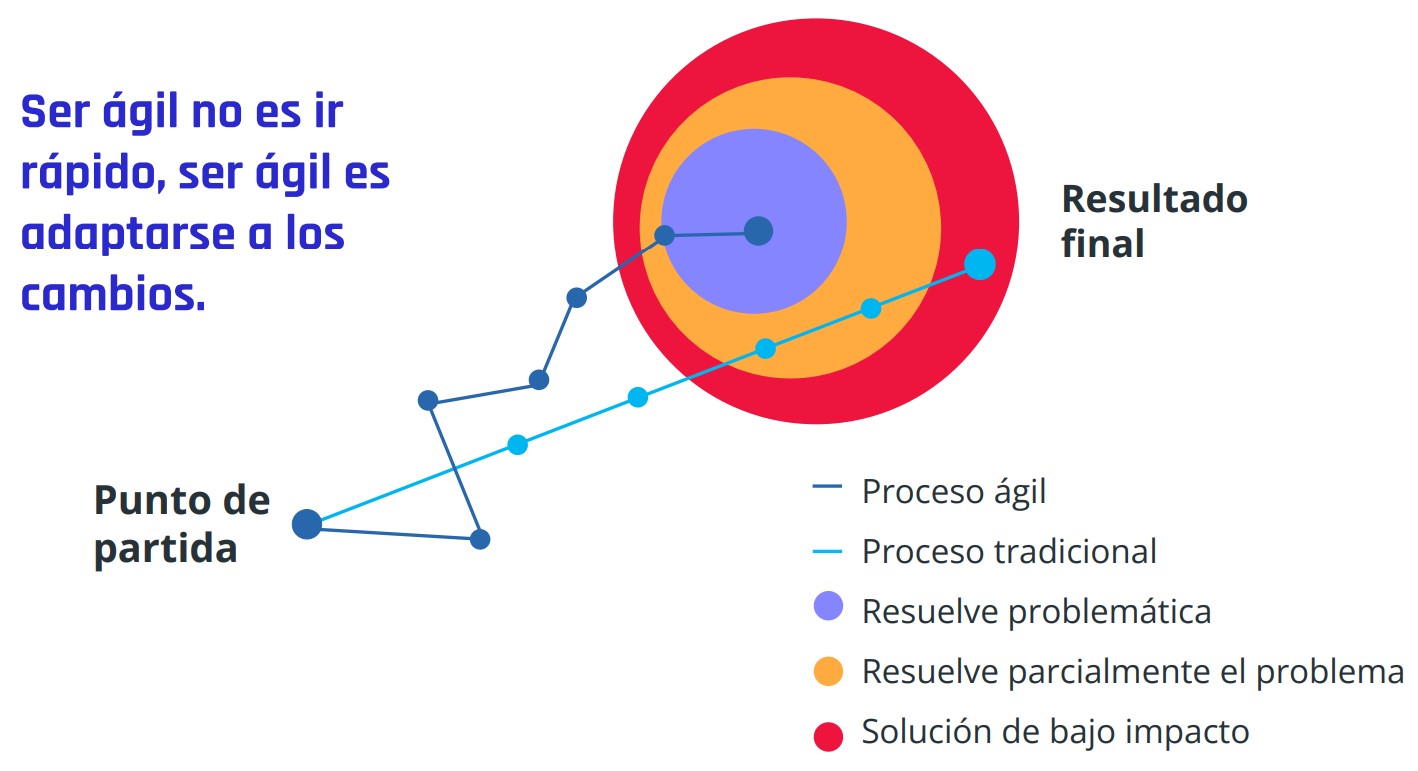 Ser ágil no es ir
rápido, ser ágil es
adaptarse a los
cambios.
Resultado
final
Punto de
partida
Proceso ágil
Proceso tradicional
Resuelve problemática
Resuelve parcialmente el problema
Solución de bajo impacto